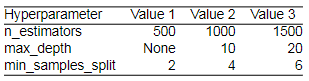 Hyperparameter Value 1 Value 2 Value 3
n_estimators 500 1000 1500
max_depth None 10 20
min_samples_split 2 4 6